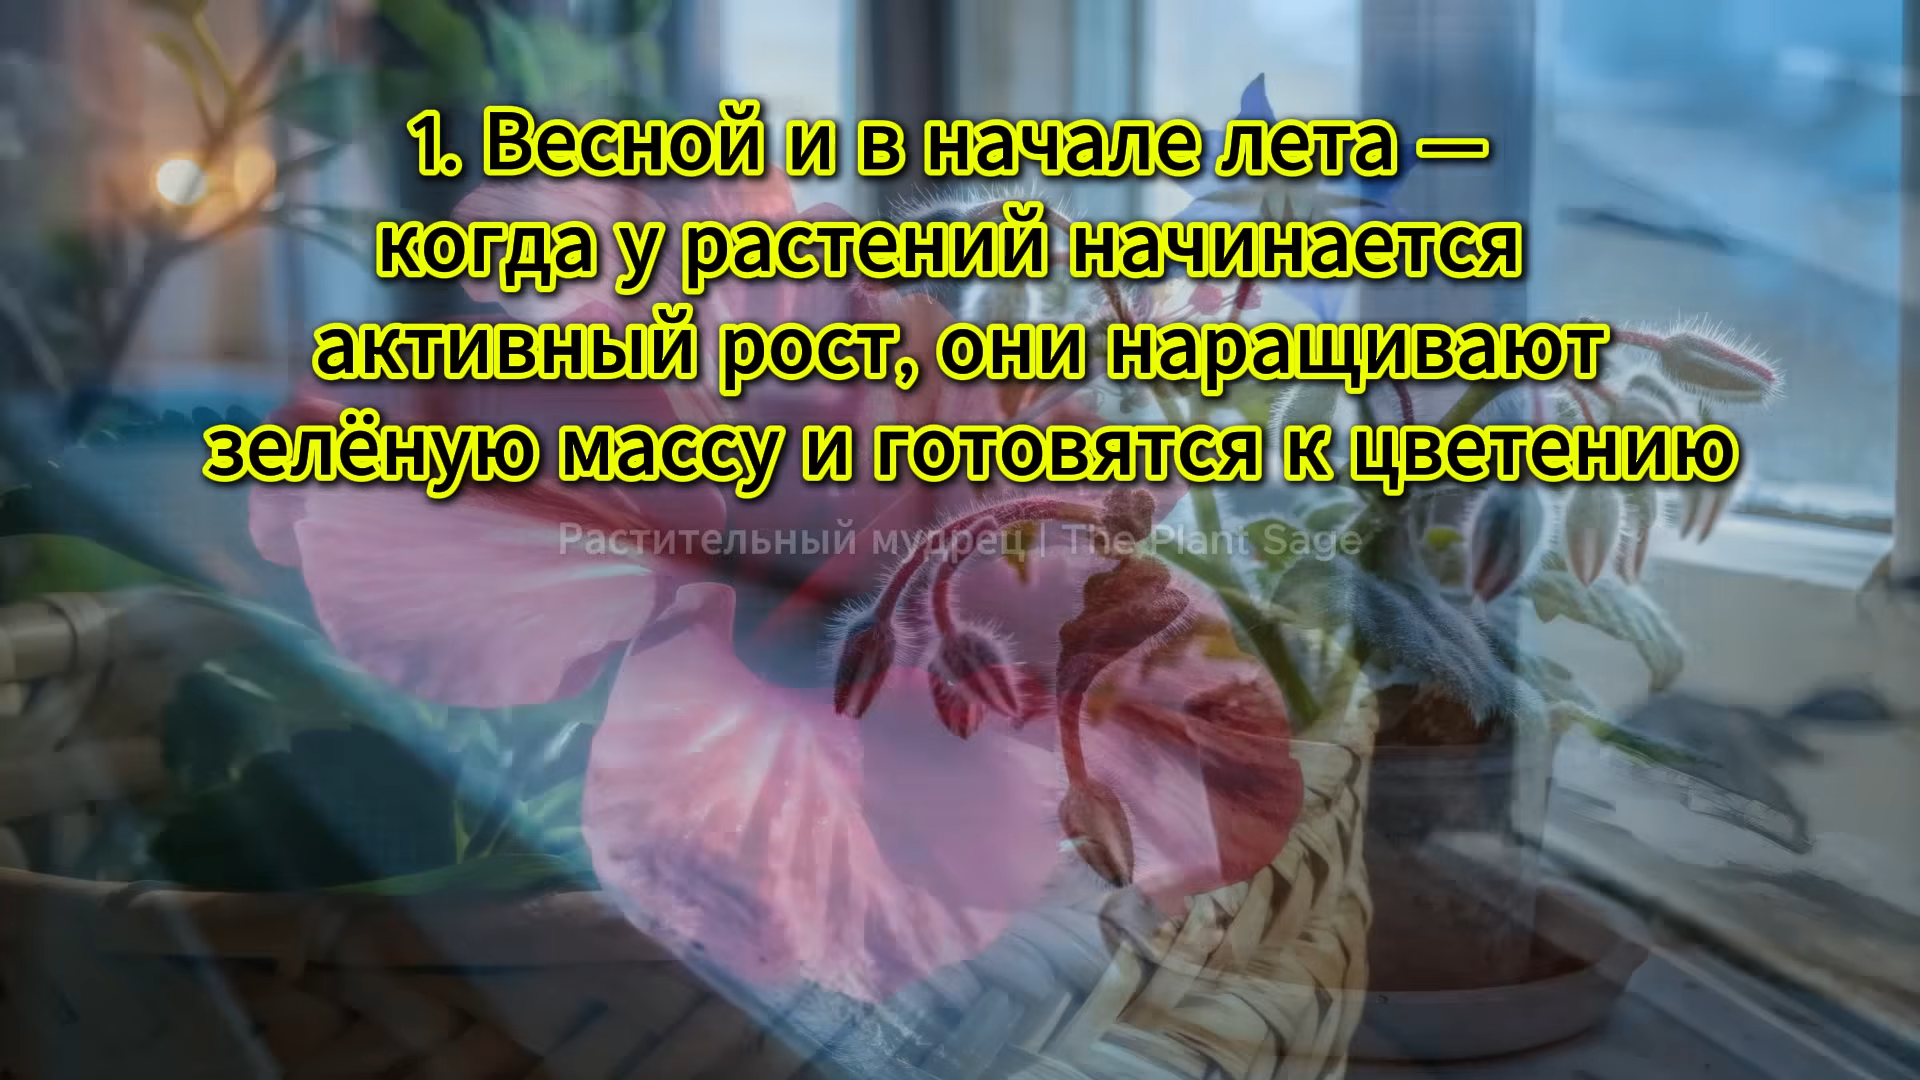 1. Весной и в начале лета —
когда у растений начинается
активный рост, они наращивают
зелёную массу и готовятся к цветению
Растительный мудрец | The Plant Sage